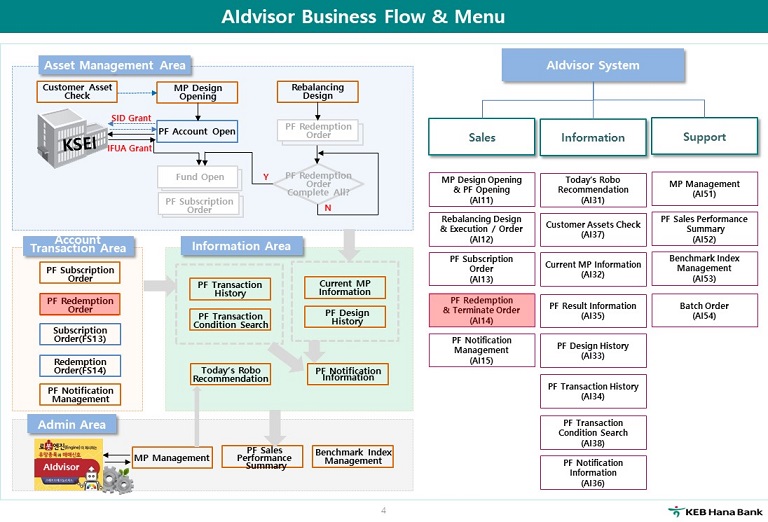 AIdvisor Business Flow & Menu
Asset Management Area
Customer Asset
Check
MP Design
Opening
Rebalancing
Design
SID Grant
KSEI
PF Account Open
IFUA Grant
PF Redemption
Order
Fund Open
PF Subscription
Order
Y
PF
Redemption
Order
Complete All?
N
Account
Transaction Area
PF Subscription
Order
PF Redemption
Order
Subscription
Order(FS13)
Redemption
Order(FS14)
PF Notification
Management
Information Area
PF Transaction
History
PF Transaction
Condition Search
Current MP
Information
PF Design
History
Today's Robo
Recommendation
PF Notification
Information
Admin Area
AIdvisor
MP Management
PF Sales
Performance
Summary
Benchmark Index
Management
AIdvisor System
Sales
Information
Support
MP Design Opening
& PF Opening
(AI11)
Rebalancing Design
& Execution / Order
(AI12)
PF Subscription
Order
(AI13)
PF Redemption
& Terminate Order
(AI14)
PF Notification
Management
(AI15)
Today's Robo
Recommendation
(AI31)
Customer Assets Check
(AI37)
Current MP Information
(AI32)
PF Result Information
(AI35)
PF Design History
(AI33)
PF Transaction History
(AI34)
PF Transaction
Condition Search
(AI38)
PF Notification
Information
(AI36)
MP Management
(AI51)
PF Sales Performance
Summary
(AI52)
Benchmark Index
Management
(AI53)
Batch Order
(AI54)
4
KEB Hana Bank